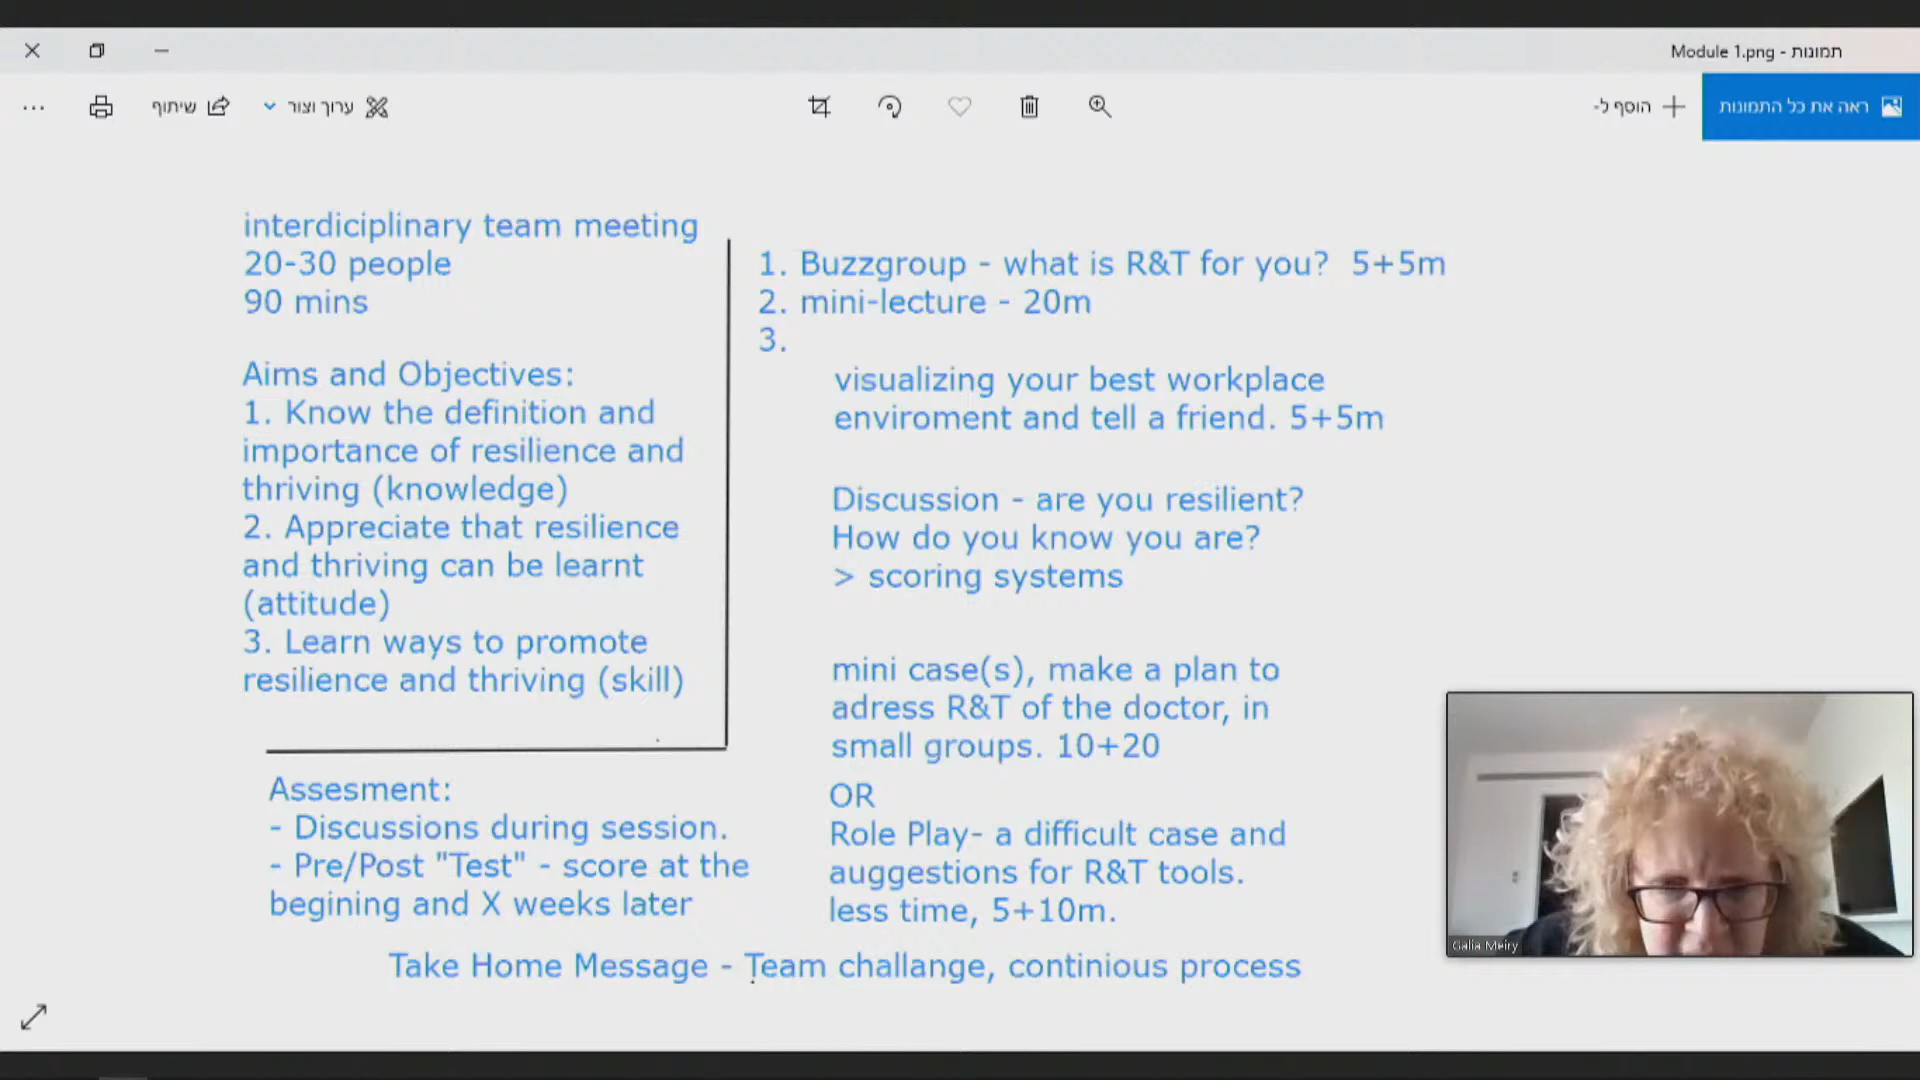 Module 1.png - תמונות
ראה את כל התמונות
הוסף ל-
ערוך וצור
שיתוף
interdiciplinary team meeting
20-30 people
90 mins
Aims and Objectives:
1. Know the definition and
importance of resilience and
thriving (knowledge)
2. Appreciate that resilience
and thriving can be learnt
(attitude)
3. Learn ways to promote
resilience and thriving (skill)
Assesment:
- Discussions during session.
- Pre/Post "Test" - score at the
begining and X weeks later
1. Buzzgroup - what is R&T for you? 5+5m
2. mini-lecture - 20m
3.
visualizing your best workplace
enviroment and tell a friend. 5+5m
Discussion - are you resilient?
How do you know you are?
> scoring systems
mini case(s), make a plan to
adress R&T of the doctor, in
small groups. 10+20
OR
Role Play- a difficult case and
auggestions for R&T tools.
less time, 5+10m.
Take Home Message - Team challange, continious process
Galia Meiry